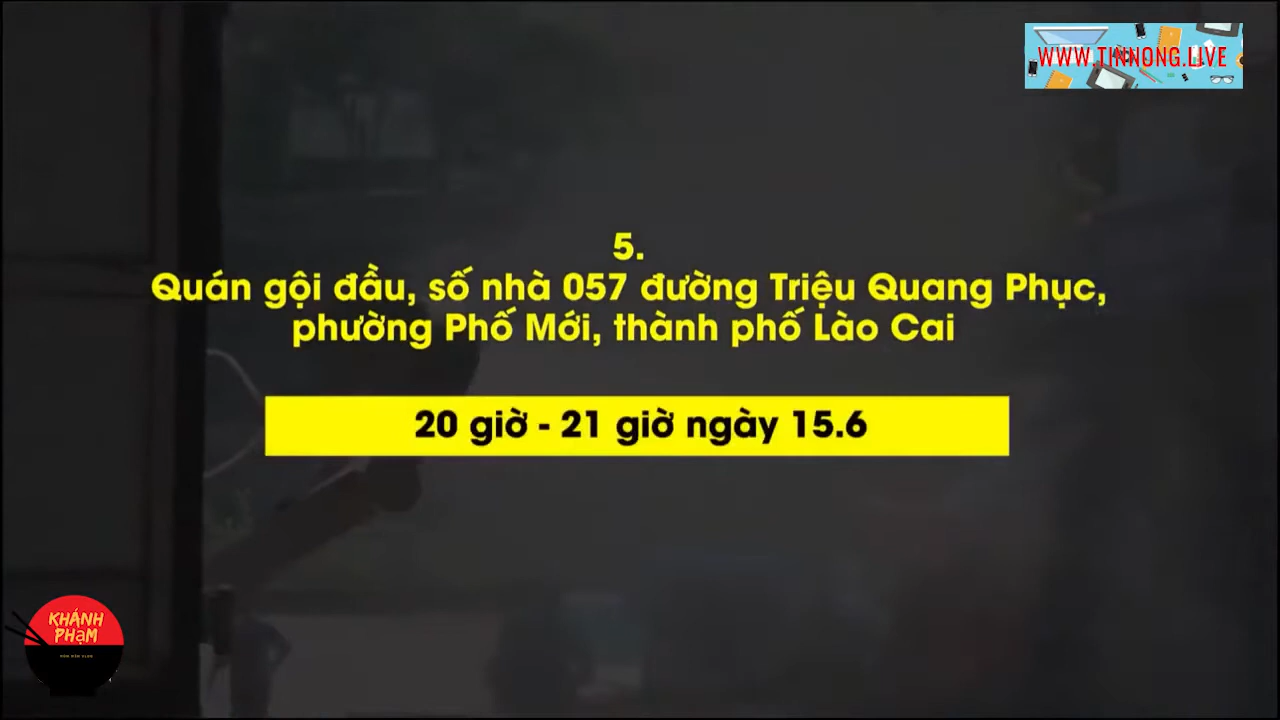 WWW.TINNONG.LIVE
5.
Quán gội đầu, số nhà 057 đường Triệu Quang Phục,
phường Phố Mới, thành phố Lào Cai
20 giờ - 21 giờ ngày 15.6
KHÁNH
PHẠM